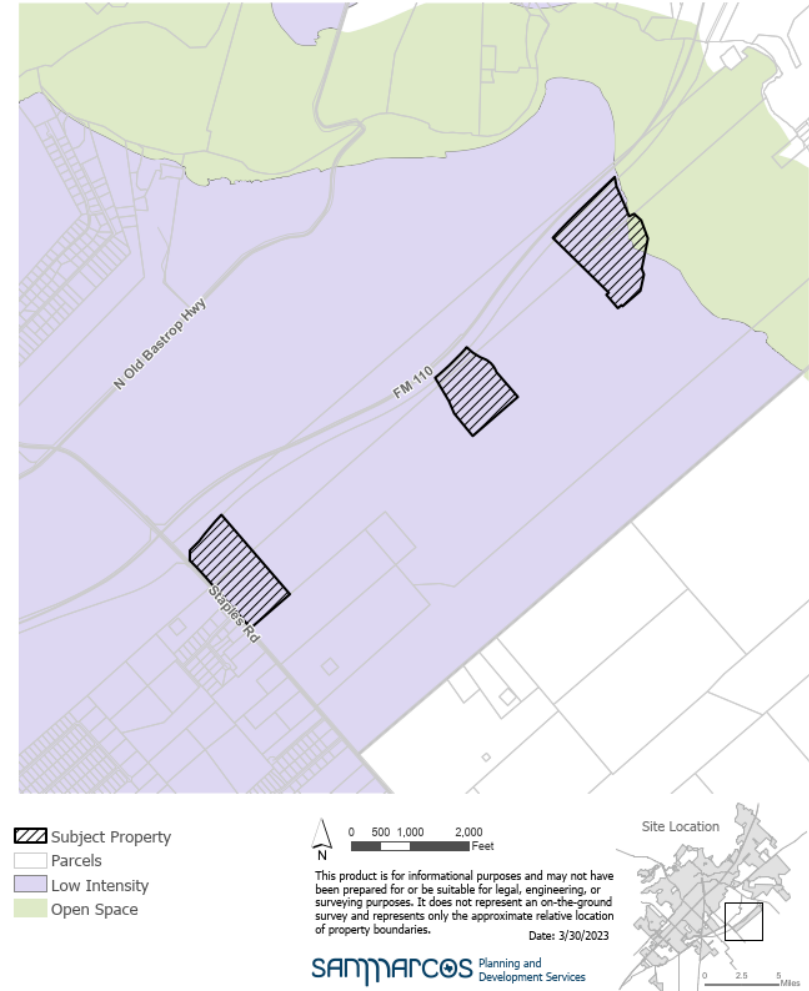 N Old Bastrop Hwy
FM 110
Staples Rd
Subject Property
Parcels
Low Intensity
Open Space
N
0 500 1,000 2,000
Feet
This product is for informational purposes and may not have
been prepared for or be suitable for legal, engineering, or
surveying purposes. It does not represent an on-the-ground
survey and represents only the approximate relative location
of property boundaries.
Date: 3/30/2023
SANMARCOS
Planning and
Development Services
Site Location
0 2.5 5
Miles